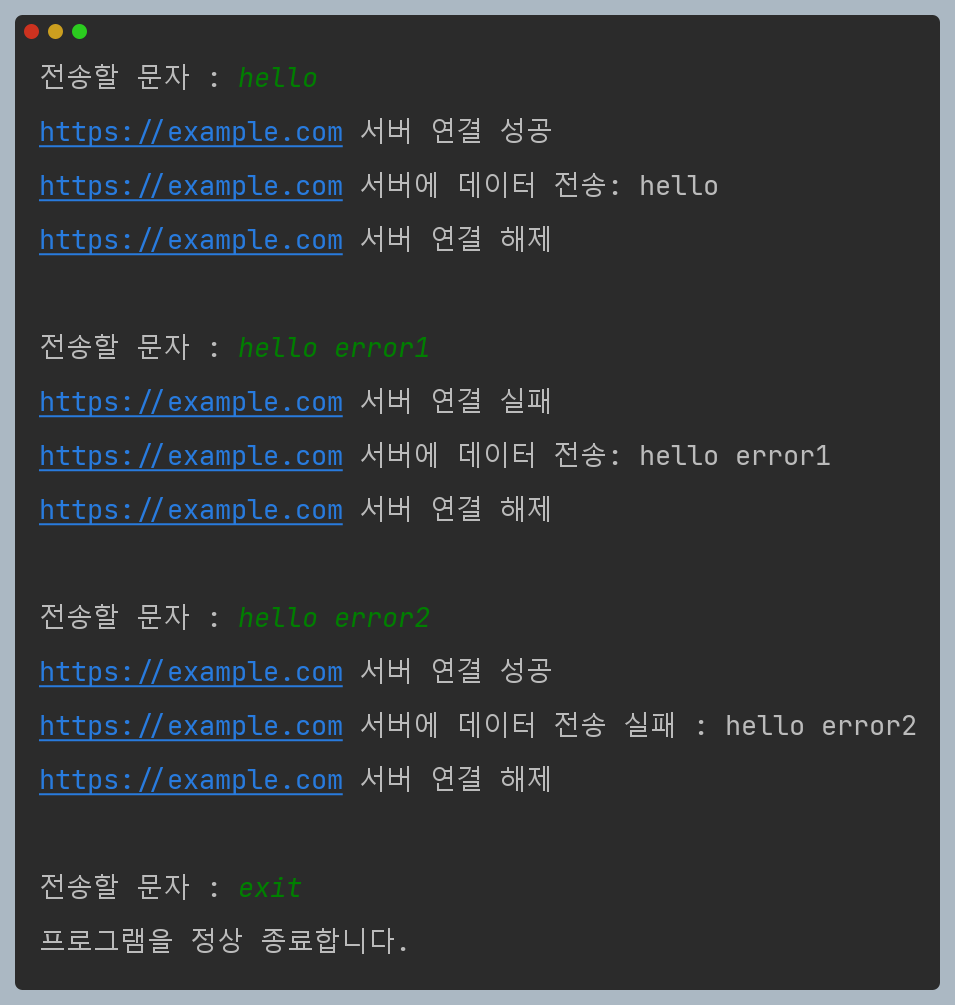 전송할 문자 : hello
https://example.com 서버 연결 성공
https://example.com 서버에 데이터 전송: hello
https://example.com 서버 연결 해제
전송할 문자 : hello error1
https://example.com 서버 연결 실패
https://example.com 서버에 데이터 전송: hello error1
https://example.com 서버 연결 해제
전송할 문자 : hello error2
https://example.com 서버 연결 성공
https://example.com 서버에 데이터 전송 실패 : hello error2
https://example.com 서버 연결 해제
전송할 문자 : exit
프로그램을 정상 종료합니다.